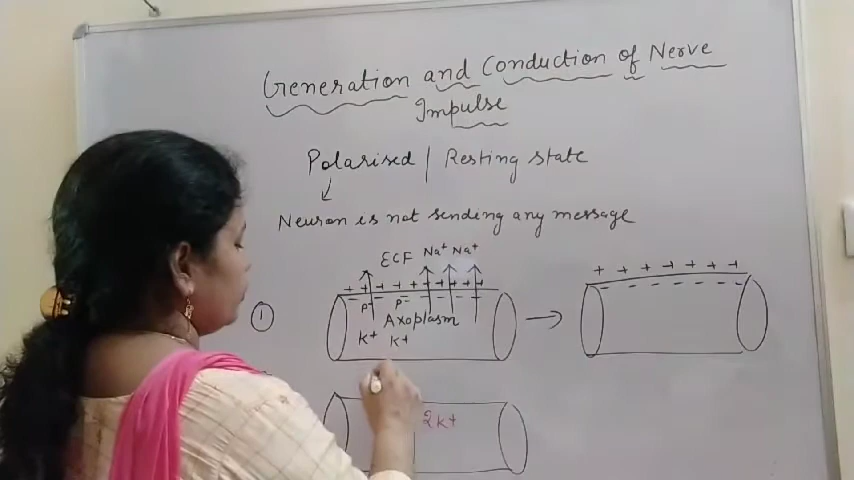 Generation and Conduction of Nerve
Impulse
Polarised / Resting state
Neuron is not sending any message
ECF Na+ Na+
+ + + + + + + + + +
+ + + + + + +
- - - - - - - -
- - - - - - - -
P- P-
Axoplasm
1
K+ K+
2K+